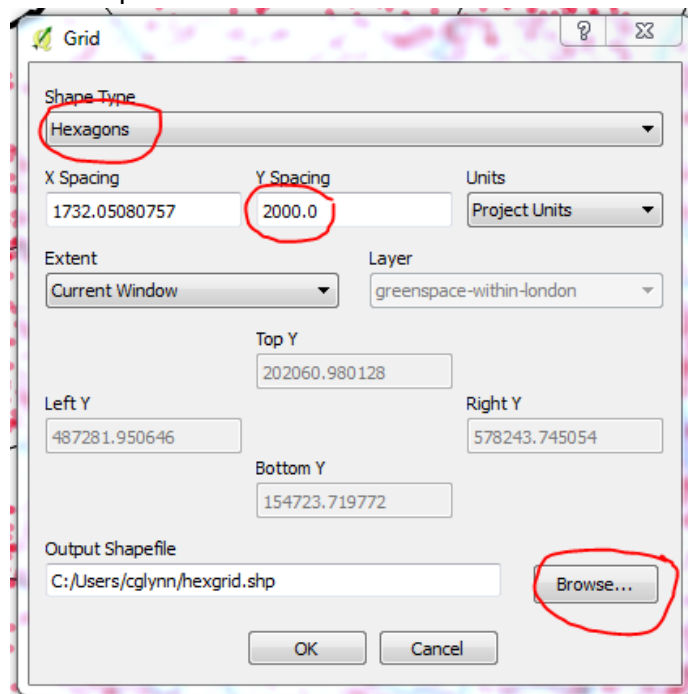 Grid
Shape Type
Hexagons
X Spacing Y Spacing Units
1732.05080757 2000.0 Project Units
Extent Layer
Current Window greenspace-within-london
Top Y
202060.980128
Left Y Right Y
487281.950646 578243.745054
Bottom Y
154723.719772
Output Shapefile
C:/Users/cglynn/hexgrid.shp Browse...
OK Cancel